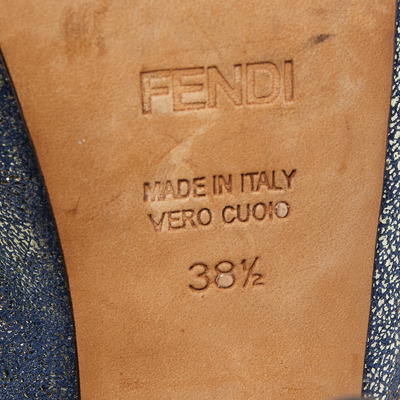 FENDI
MADE IN ITALY
VERO CUOIO
38½